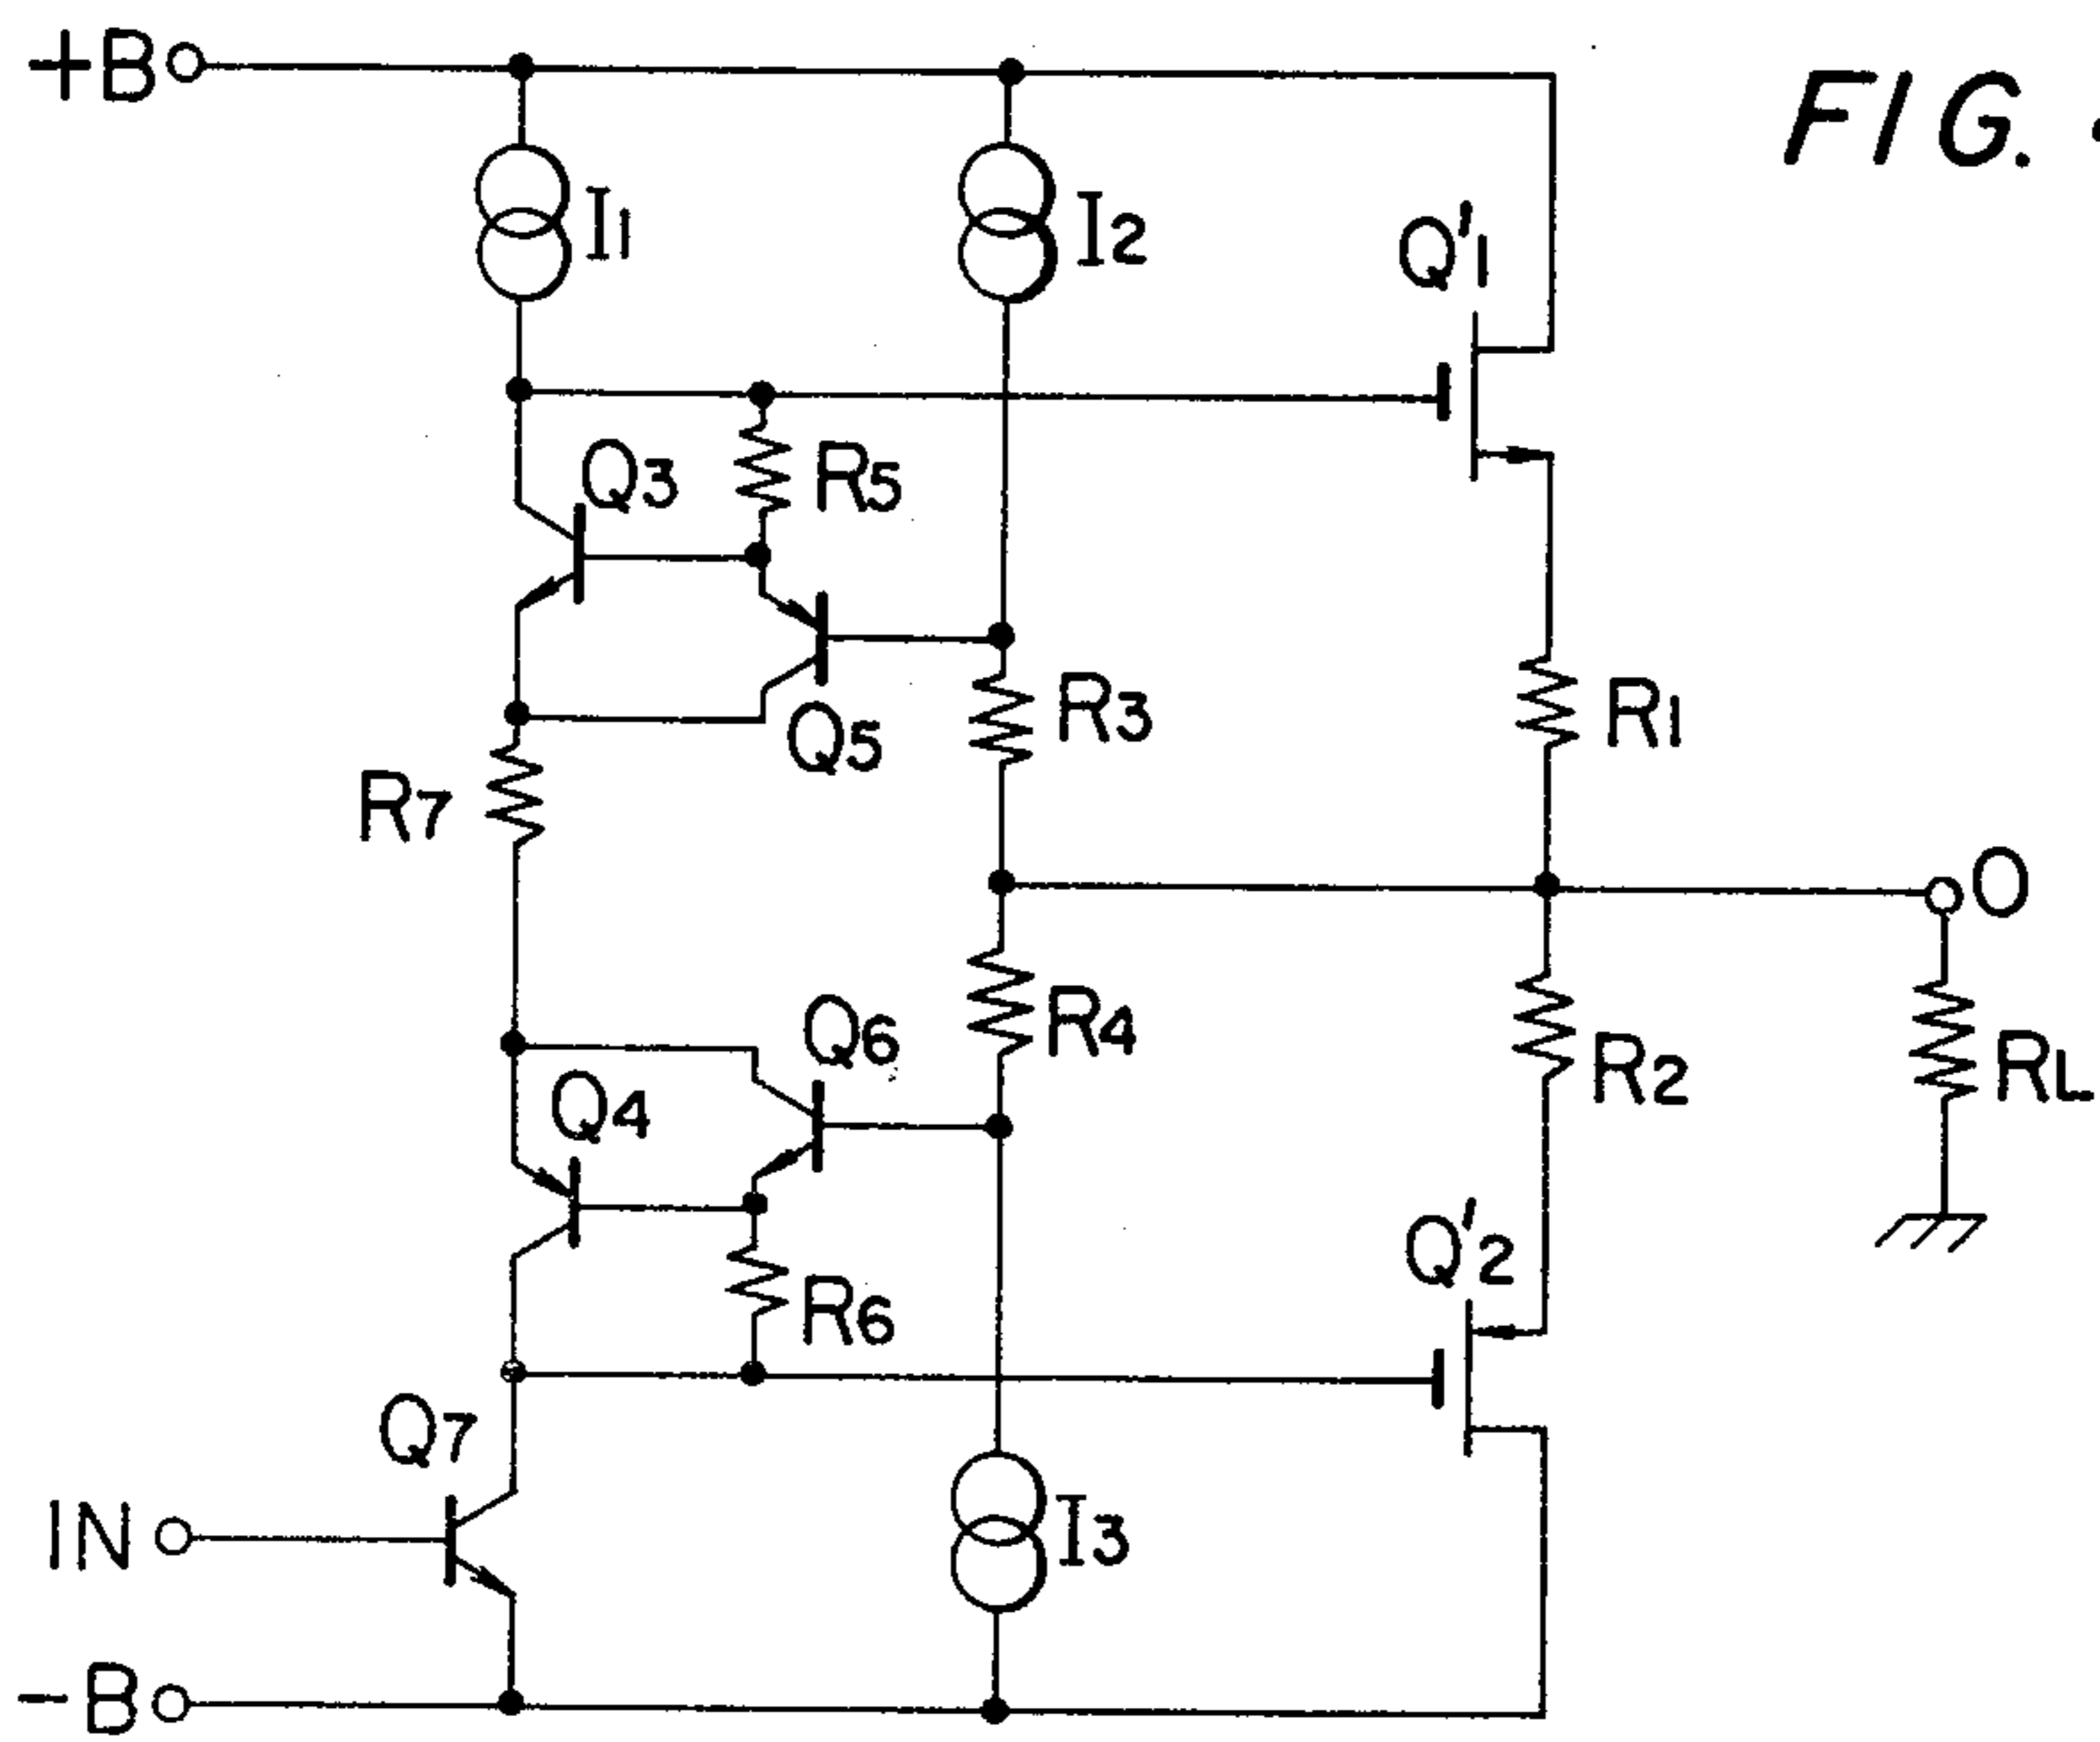 +B
FIG.
I1
I2
Q'1
Q3
R5
Q5
R3
R1
R7
O
Q6
R4
Q4
R2
RL
Q'2
R6
Q7
IN
I3
-B